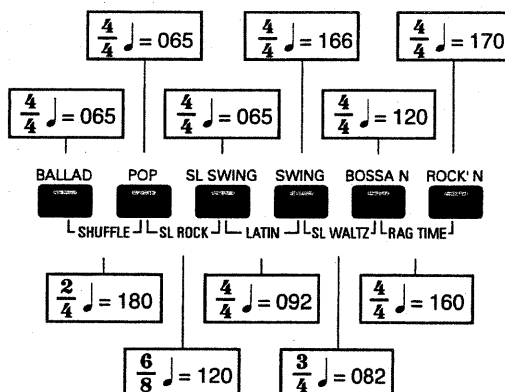 4/4 ♩ = 065 4/4 ♩ = 166 4/4 ♩ = 170
4/4 ♩ = 065 4/4 ♩ = 065 4/4 ♩ = 120
BALLAD POP SL SWING SWING BOSSA N ROCK' N
SHUFFLE SL ROCK LATIN SL WALTZ RAG TIME
2/4 ♩ = 180 4/4 ♩ = 092 4/4 ♩ = 160
6/8 ♩ = 120 3/4 ♩ = 082